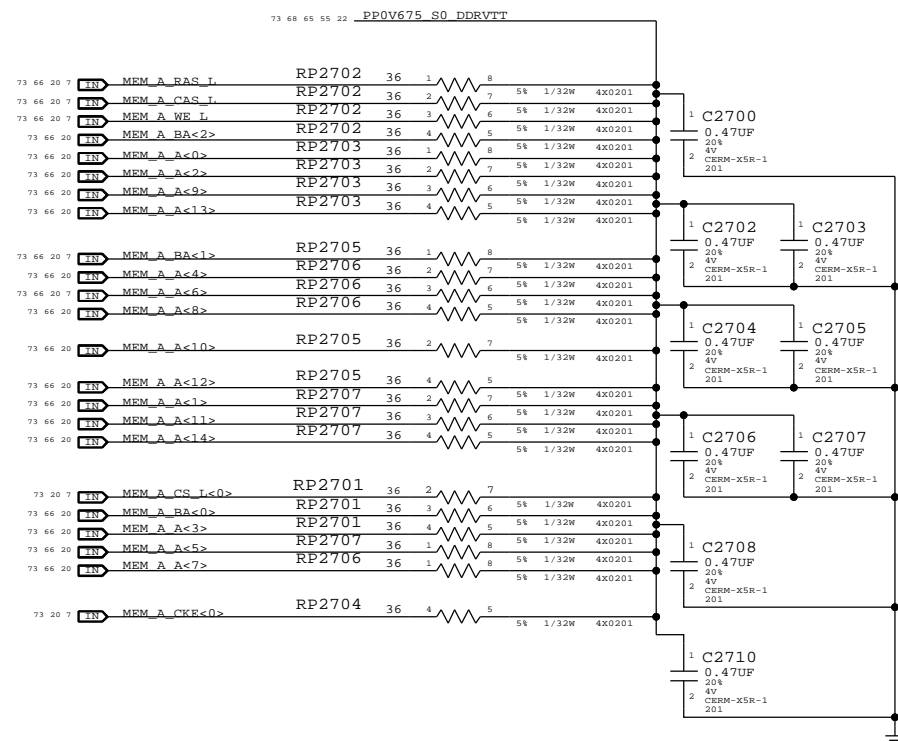 73 68 65 55 22 PP0V675_S0_DDRVTT
73 66 20 7 IN MEM_A_RAS_L RP2702 36 1 8 5% 1/32W 4X0201
73 66 20 7 IN MEM_A_CAS_L RP2702 36 2 7 5% 1/32W 4X0201
73 66 20 7 IN MEM_A_WE_L RP2702 36 3 6 5% 1/32W 4X0201
73 66 20 IN MEM_A_BA<2> RP2702 36 4 5 5% 1/32W 4X0201
73 66 20 IN MEM_A_A<0> RP2703 36 1 8 5% 1/32W 4X0201
73 66 20 IN MEM_A_A<2> RP2703 36 2 7 5% 1/32W 4X0201
73 66 20 IN MEM_A_A<9> RP2703 36 3 6 5% 1/32W 4X0201
73 66 20 IN MEM_A_A<13> RP2703 36 4 5 5% 1/32W 4X0201
73 66 20 7 IN MEM_A_BA<1> RP2705 36 1 8 5% 1/32W 4X0201
73 66 20 IN MEM_A_A<4> RP2706 36 2 7 5% 1/32W 4X0201
73 66 20 7 IN MEM_A_A<6> RP2706 36 3 6 5% 1/32W 4X0201
73 66 20 IN MEM_A_A<8> RP2706 36 4 5 5% 1/32W 4X0201
73 66 20 IN MEM_A_A<10> RP2705 36 2 7 5% 1/32W 4X0201
73 66 20 IN MEM_A_A<12> RP2705 36 4 5 5% 1/32W 4X0201
73 66 20 IN MEM_A_A<1> RP2707 36 2 7 5% 1/32W 4X0201
73 66 20 IN MEM_A_A<11> RP2707 36 3 6 5% 1/32W 4X0201
73 66 20 IN MEM_A_A<14> RP2707 36 4 5 5% 1/32W 4X0201
73 20 7 IN MEM_A_CS_L<0> RP2701 36 2 7 5% 1/32W 4X0201
73 66 20 IN MEM_A_BA<0> RP2701 36 3 6 5% 1/32W 4X0201
73 66 20 IN MEM_A_A<3> RP2701 36 4 5 5% 1/32W 4X0201
73 66 20 IN MEM_A_A<5> RP2707 36 1 8 5% 1/32W 4X0201
73 66 20 IN MEM_A_A<7> RP2706 36 1 8 5% 1/32W 4X0201
73 20 7 IN MEM_A_CKE<0> RP2704 36 4 5 5% 1/32W 4X0201
1 C2700
0.47UF
20%
4V
2 CERM-X5R-1
201
1 C2702 1 C2703
0.47UF 0.47UF
20% 20%
4V 4V
2 CERM-X5R-1 2 CERM-X5R-1
201 201
1 C2704 1 C2705
0.47UF 0.47UF
20% 20%
4V 4V
2 CERM-X5R-1 2 CERM-X5R-1
201 201
1 C2706 1 C2707
0.47UF 0.47UF
20% 20%
4V 4V
2 CERM-X5R-1 2 CERM-X5R-1
201 201
1 C2708
0.47UF
20%
4V
2 CERM-X5R-1
201
1 C2710
0.47UF
20%
4V
2 CERM-X5R-1
201